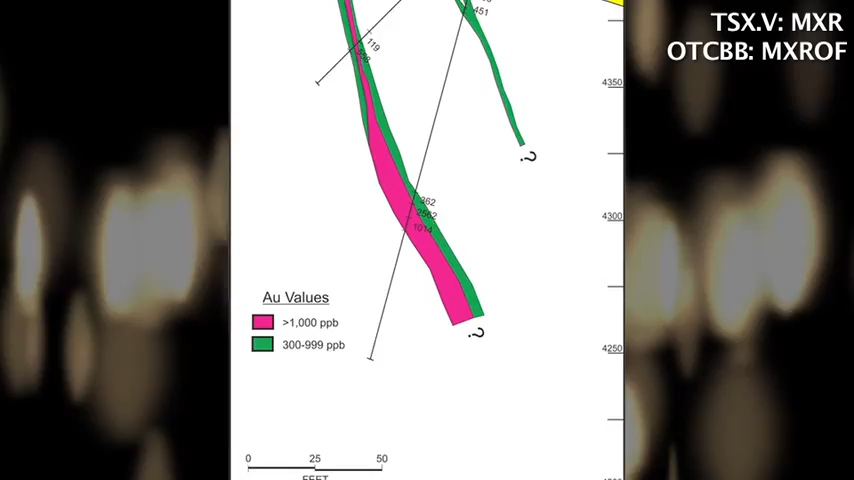 TSX.V: MXR
OTCBB: MXROF
451
119
4350
?
362
2562
1014
4300
Au Values
>1,000 ppb
300-999 ppb
?
4250
0 25 50
FEET